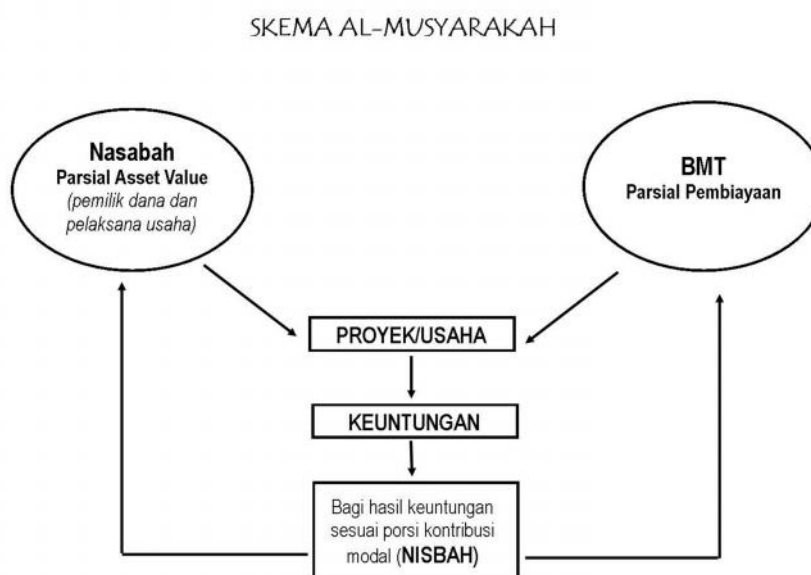 SKEMA AL-MUSYARAKAH
Nasabah
Parsial Asset Value
(pemilik dana dan
pelaksana usaha)
BMT
Parsial Pembiayaan
PROYEK/USAHA
KEUNTUNGAN
Bagi hasil keuntungan
sesuai porsi kontribusi
modal (NISBAH)